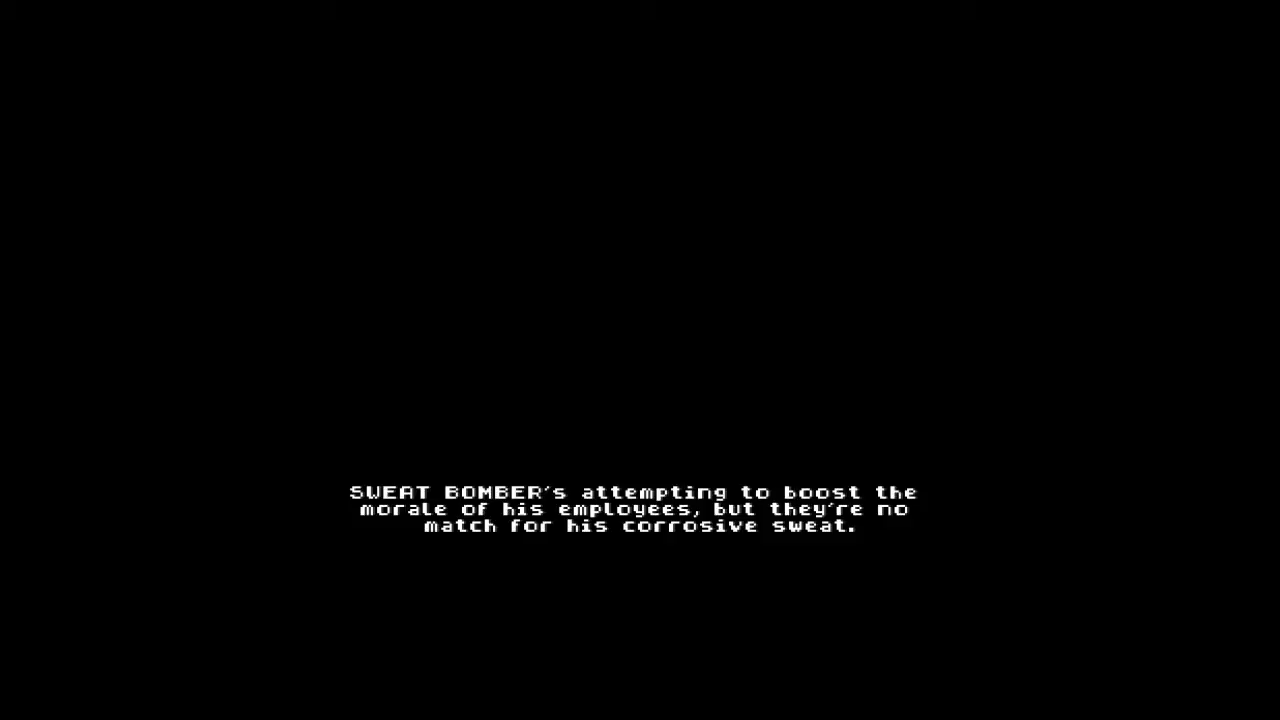 SWEAT BOMBER's attempting to boost the
morale of his employees, but they're no
match for his corrosive sweat.